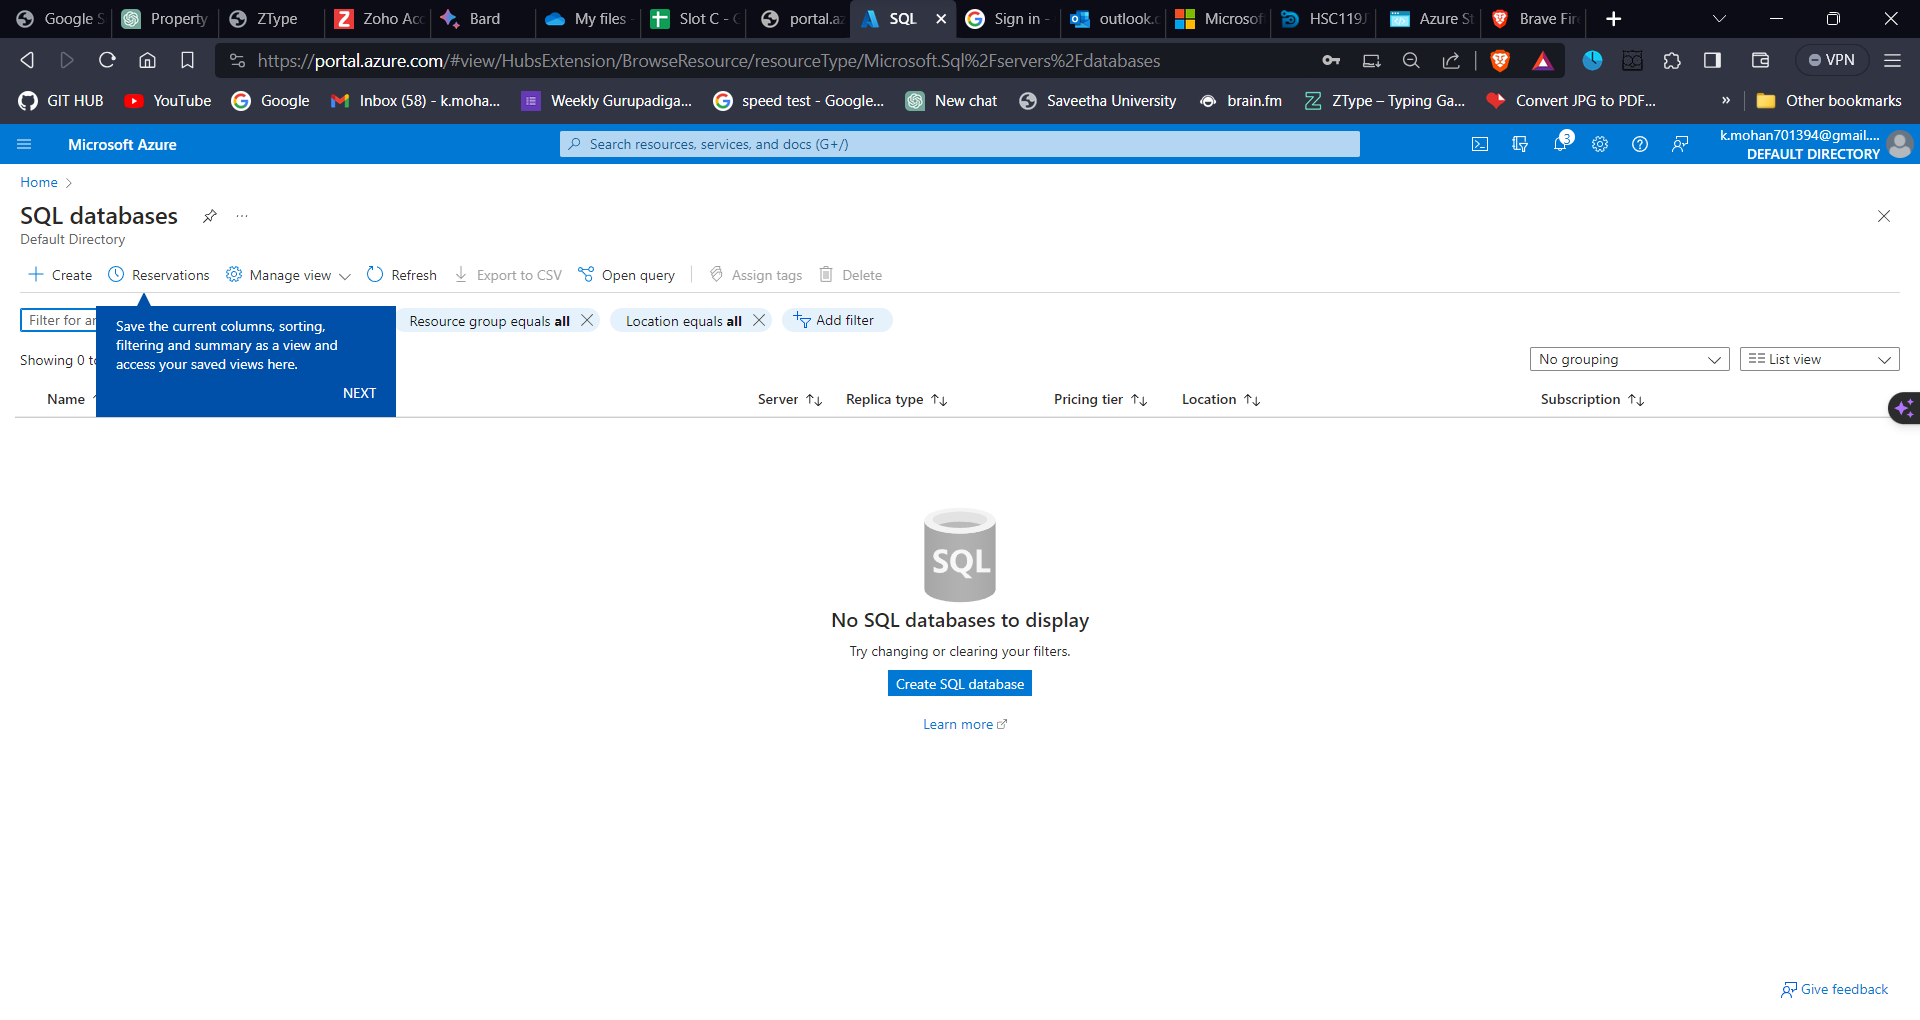 Google S
Property
ZType
Zoho Acc
Bard
My files -
Slot C - C
portal.az
SQL
Sign in -
outlook.c
Microsof
HSC119J
Azure St
Brave Fir
https://portal.azure.com/#view/HubsExtension/BrowseResource/resourceType/Microsoft.Sql%2Fservers%2Fdatabases
VPN
GIT HUB
YouTube
Google
Inbox (58) - k.moha...
Weekly Gurupadiga...
speed test - Google...
New chat
Saveetha University
brain.fm
ZType – Typing Ga...
Convert JPG to PDF...
»
Other bookmarks
Microsoft Azure
Search resources, services, and docs (G+/)
3
k.mohan701394@gmail....
DEFAULT DIRECTORY
Home
SQL databases
Default Directory
Create
Reservations
Manage view
Refresh
Export to CSV
Open query
Assign tags
Delete
Filter for an
Save the current columns, sorting,
filtering and summary as a view and
access your saved views here.
NEXT
Resource group equals all
Location equals all
Add filter
Showing 0 to
No grouping
List view
Name
Server
Replica type
Pricing tier
Location
Subscription
SQL
No SQL databases to display
Try changing or clearing your filters.
Create SQL database
Learn more
Give feedback